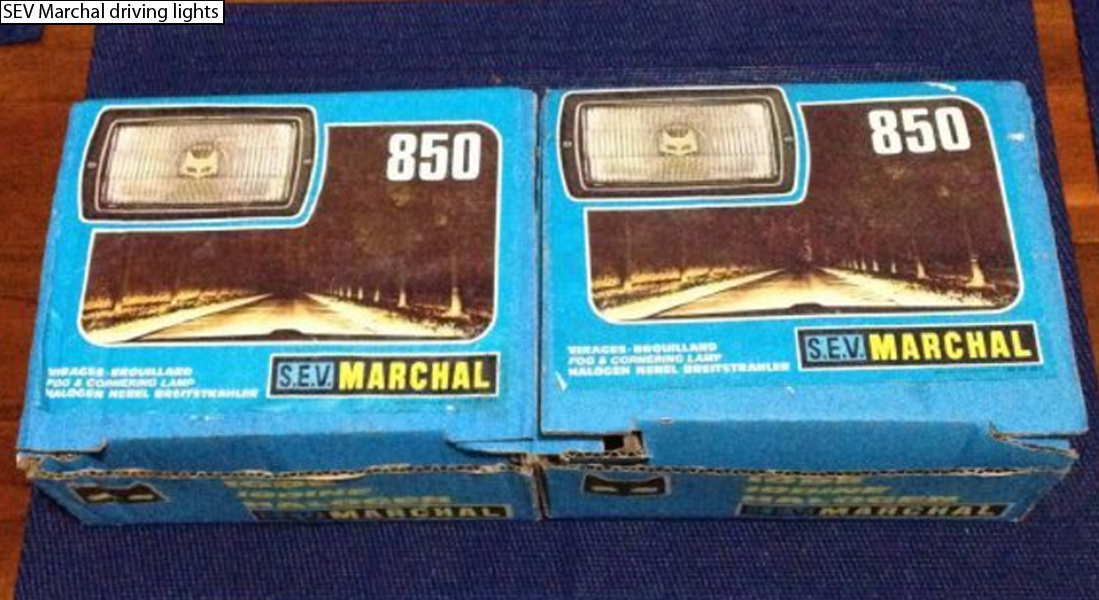 SEV Marchal driving lights
850
VIRAGES-BROUILLARD
FOG & CORNERING LAMP
HALOGEN NEBEL BREITSTRAHLER
S.E.V. MARCHAL
850
VIRAGES-BROUILLARD
FOG & CORNERING LAMP
HALOGEN NEBEL BREITSTRAHLER
S.E.V. MARCHAL
S.E.V. MARCHAL
S.E.V. MARCHAL